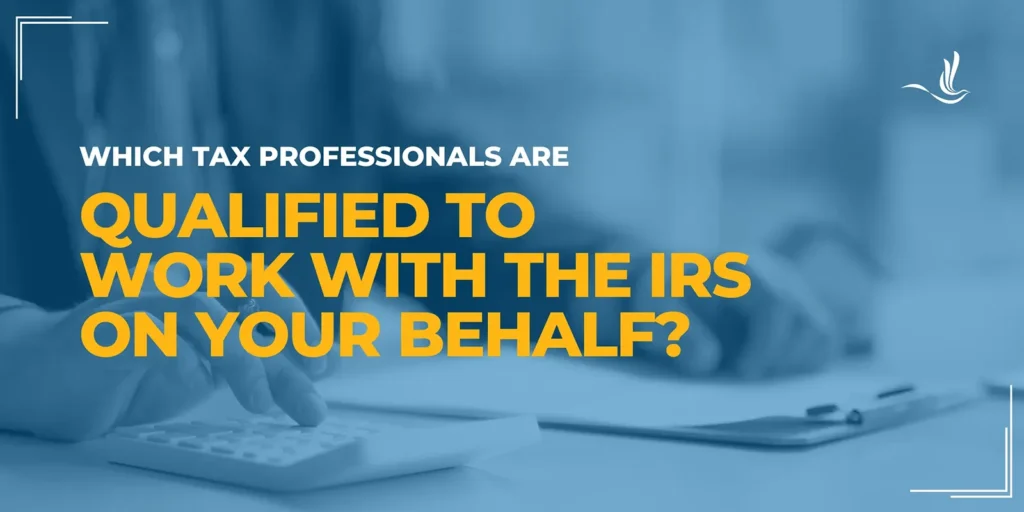 WHICH TAX PROFESSIONALS ARE
QUALIFIED TO
WORK WITH THE IRS
ON YOUR BEHALF?